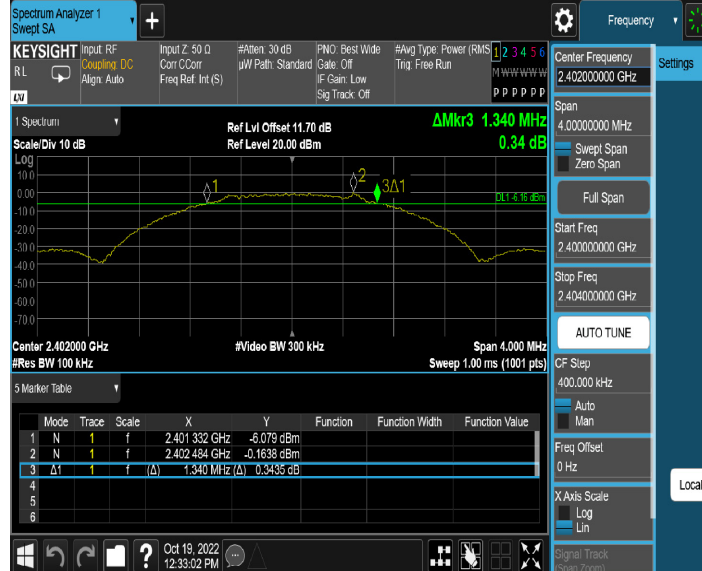 Spectrum Analyzer 1
Swept SA
+
Frequency
KEYSIGHT Input: RF Input Z: 50 Ω #Atten: 30 dB PNO: Best Wide #Avg Type: Power (RMS 1 2 3 4 5 6
RL Coupling: DC Corr CCorr µW Path: Standard Gate: Off Trig: Free Run
Align: Auto Freq Ref: Int (S) IF Gain: Low M W W W W W
LXI Sig Track: Off P P P P P P
1 Spectrum
Scale/Div 10 dB
Ref Lvl Offset 11.70 dB
Ref Level 20.00 dBm
ΔMkr3 1.340 MHz
0.34 dB
Log
10.0
0.00
-10.0
-20.0
-30.0
-40.0
-50.0
-60.0
-70.0
1
2
3Δ1
DL1 -6.16 dBm
Center 2.402000 GHz #Video BW 300 kHz Span 4.000 MHz
#Res BW 100 kHz Sweep 1.00 ms (1001 pts)
5 Marker Table
Mode Trace Scale X Y Function Function Width Function Value
1 N 1 f 2.401 332 GHz -6.079 dBm
2 N 1 f 2.402 484 GHz -0.1638 dBm
3 Δ1 1 f (Δ) 1.340 MHz (Δ) 0.3435 dB
4
5
6
?
Oct 19, 2022
12:33:02 PM
Center Frequency
2.402000000 GHz
Span
4.00000000 MHz
Swept Span
Zero Span
Full Span
Start Freq
2.400000000 GHz
Stop Freq
2.404000000 GHz
AUTO TUNE
CF Step
400.000 kHz
Auto
Man
Freq Offset
0 Hz
X Axis Scale
Log
Lin
Signal Track
(Span Zoom)
Settings
Local